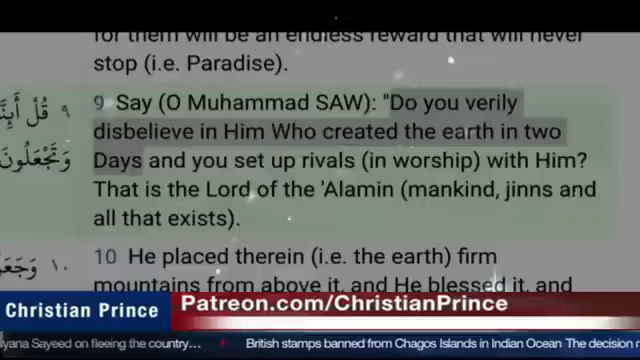 for them will be an endless reward that will never
stop (i.e. Paradise).
٩ قُلْ
9 Say (O Muhammad SAW): "Do you verily
disbelieve in Him Who created the earth in two
وَتَجْعَلُونَ
Days and you set up rivals (in worship) with Him?
That is the Lord of the 'Alamin (mankind, jinns and
all that exists).
١٠
10 He placed therein (i.e. the earth) firm
mountains from above it, and He blessed it, and
Christian Prince
Patreon.com/ChristianPrince
Sayeed on fleeing the country... British stamps banned from Chagos Islands in Indian Ocean The decision